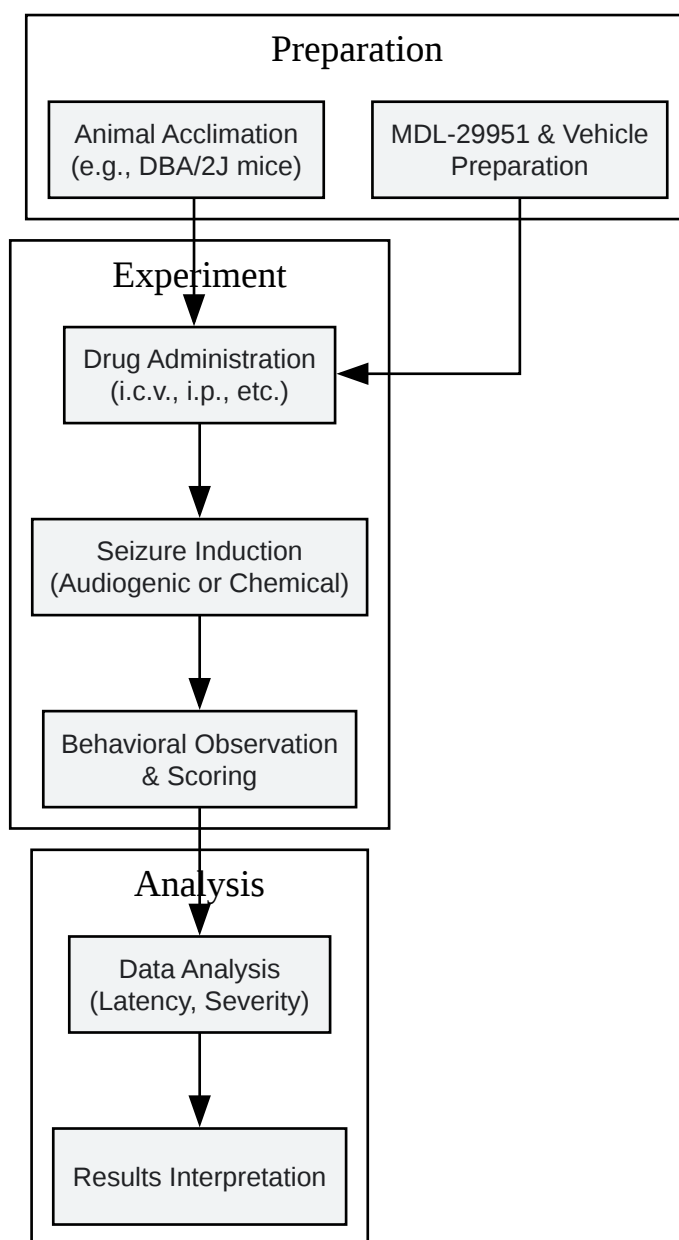 Preparation
Animal Acclimation
(e.g., DBA/2J mice)
MDL-29951 & Vehicle
Preparation
Experiment
Drug Administration
(i.c.v., i.p., etc.)
Seizure Induction
(Audiogenic or Chemical)
Behavioral Observation
& Scoring
Analysis
Data Analysis
(Latency, Severity)
Results Interpretation